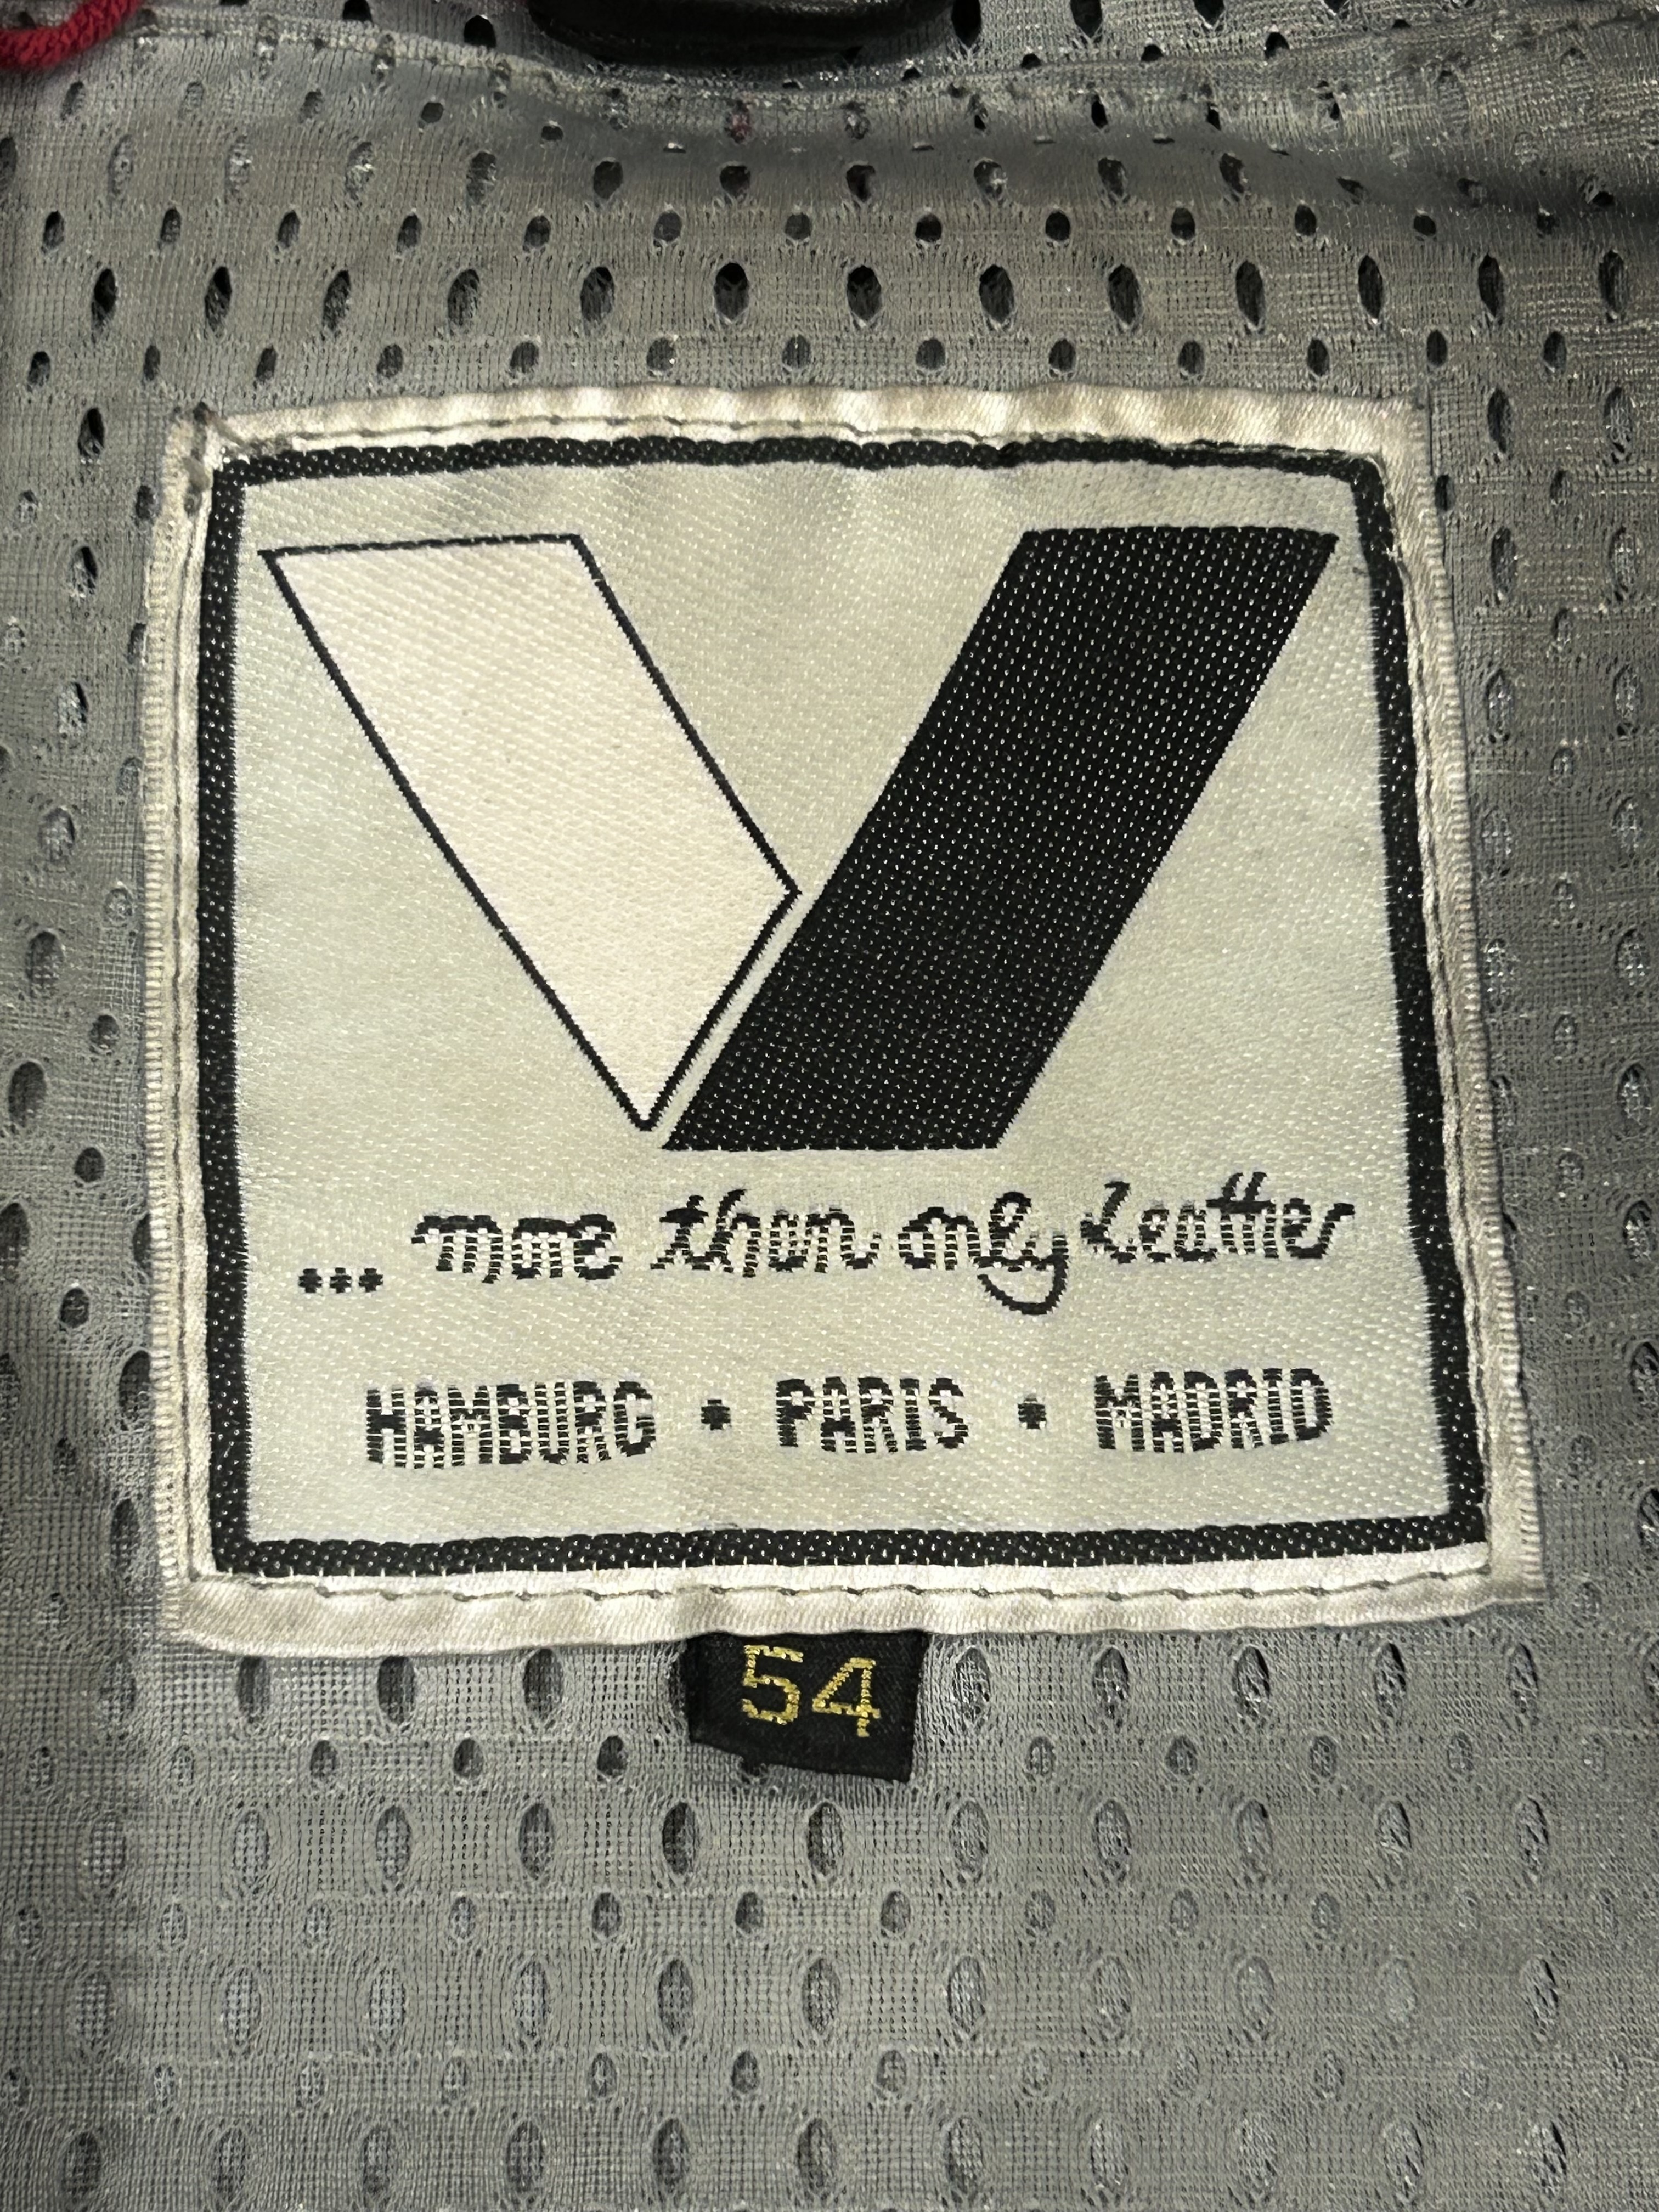 ... more than only Leather
HAMBURG • PARIS • MADRID
54